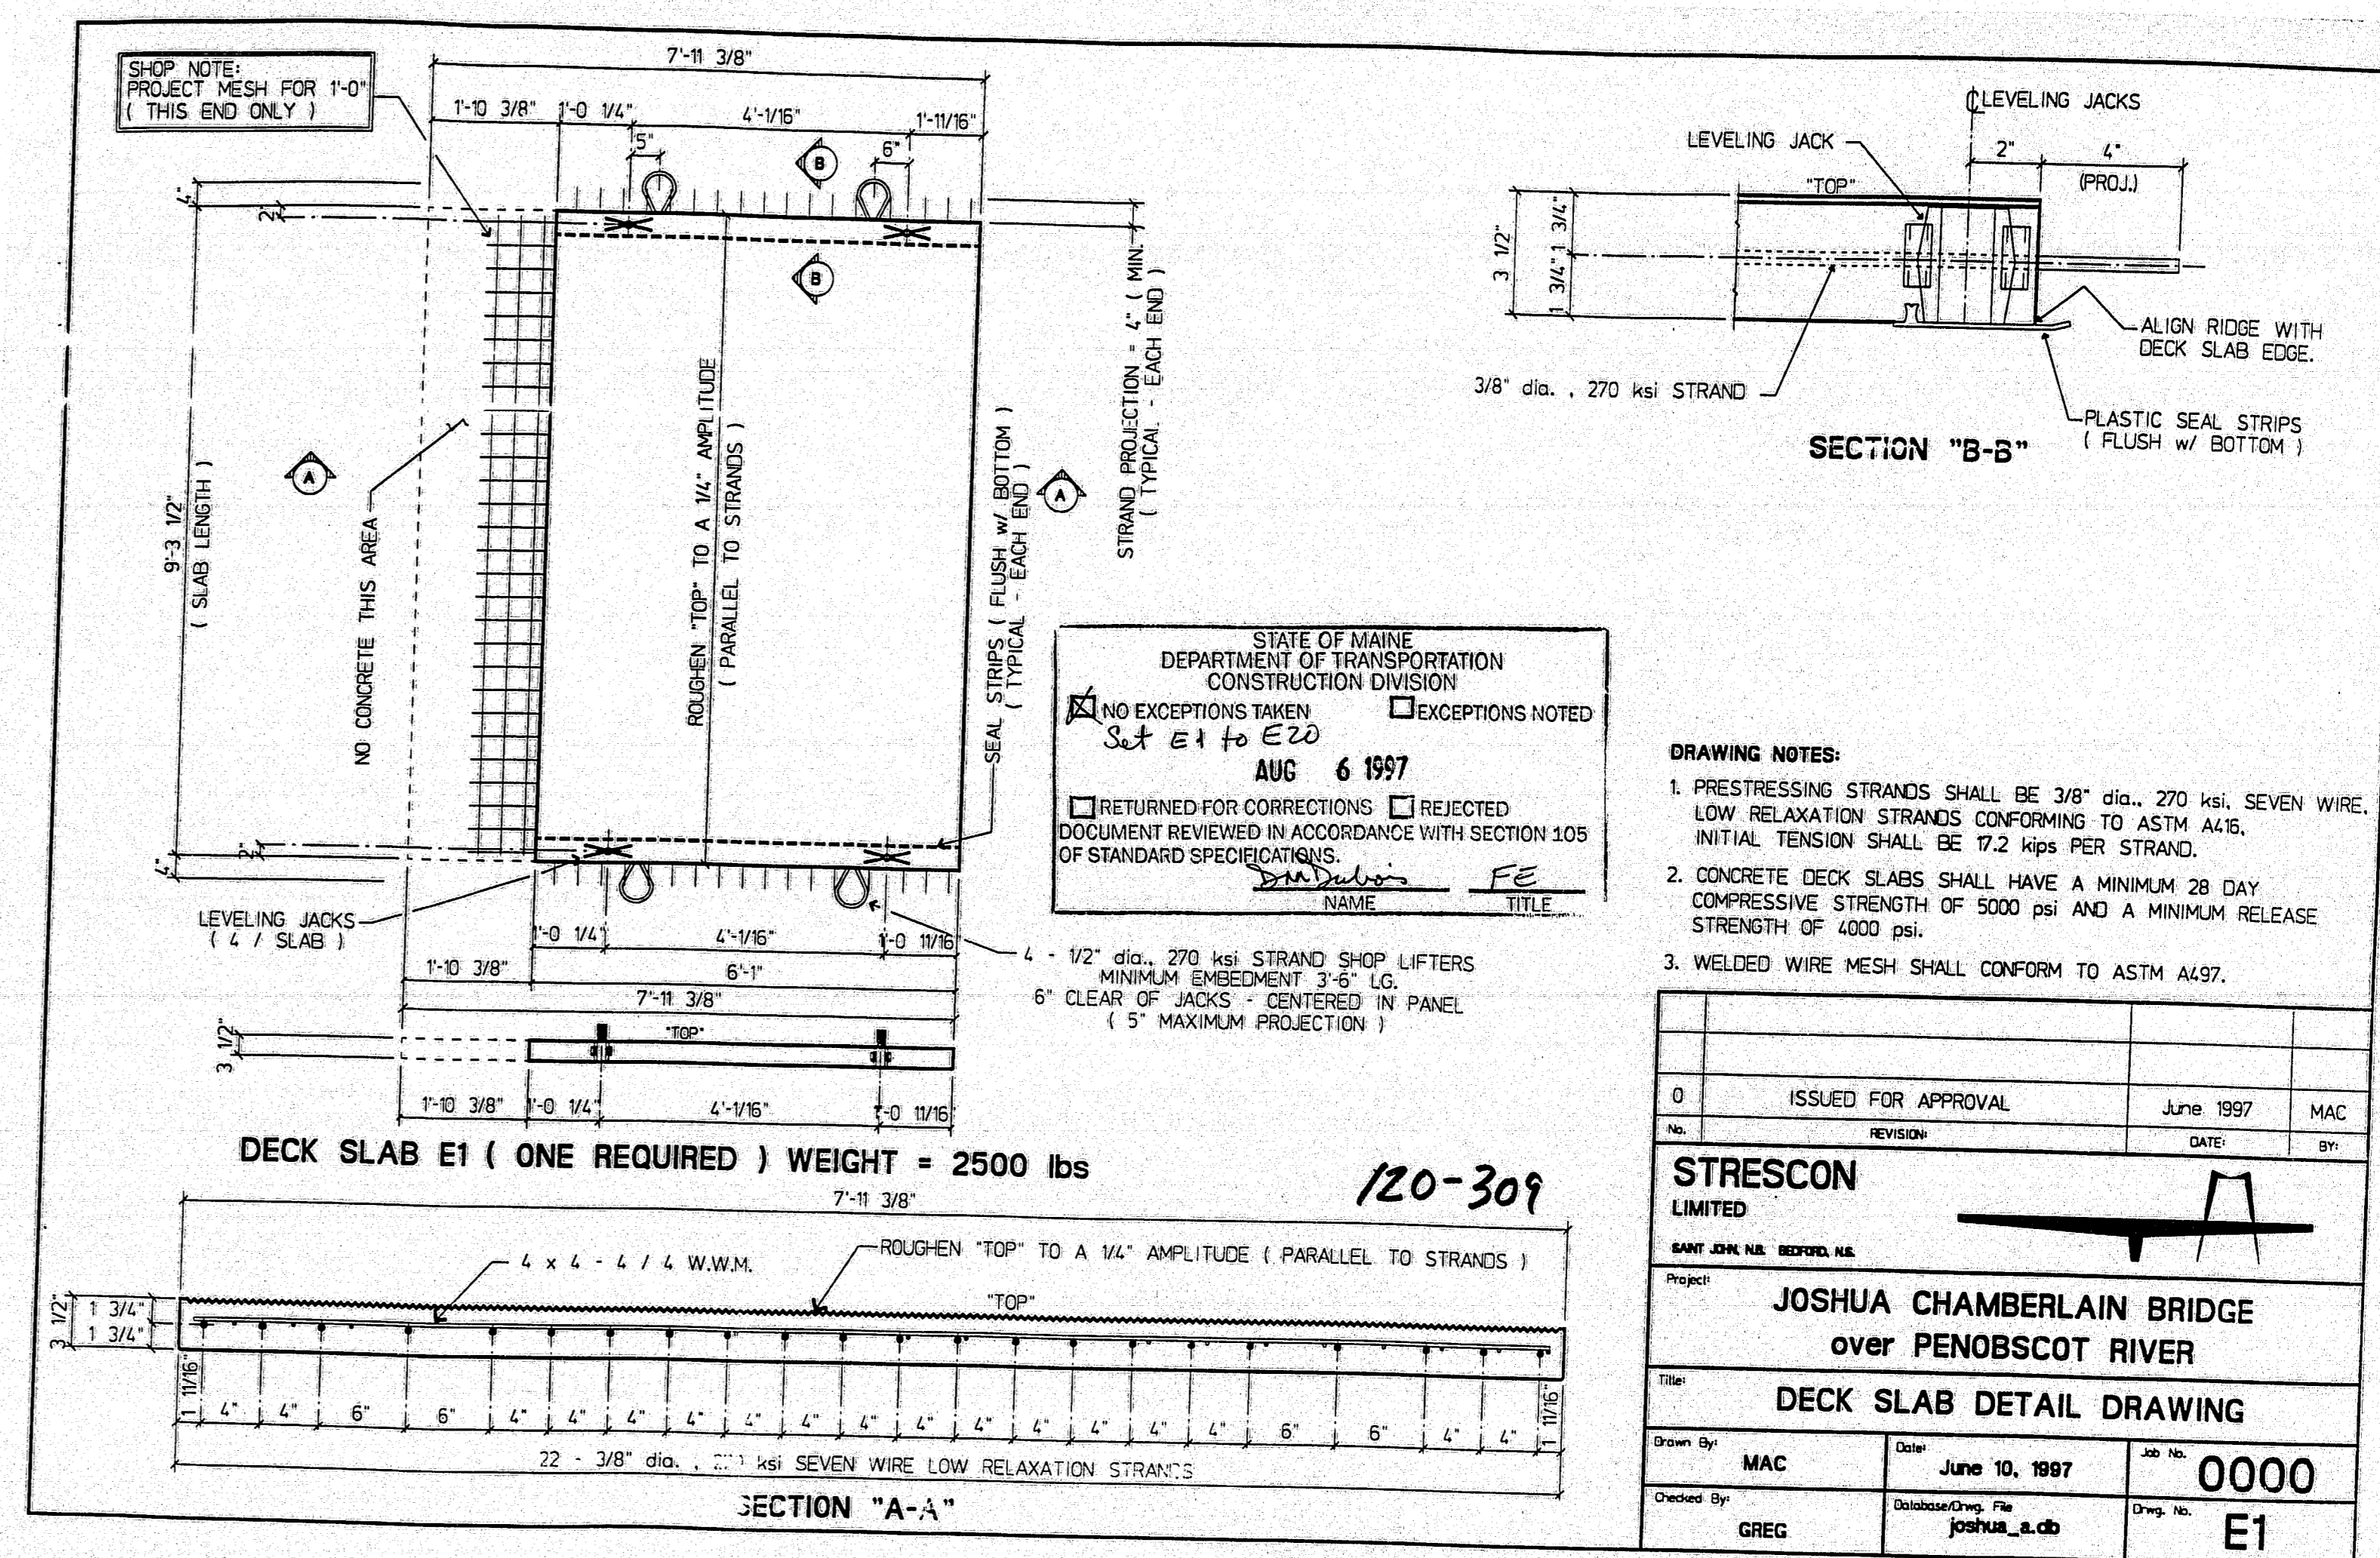 SHOP NOTE:
PROJECT MESH FOR 1'-0"
( THIS END ONLY )
7'-11 3/8"
1'-10 3/8" 1'-0 1/4" 4'-1/16" 1'-11/16"
5" 6"
B
B
4"
2"
9'-3 1/2"
( SLAB LENGTH )
A
NO CONCRETE THIS AREA
ROUGHEN "TOP" TO A 1/4" AMPLITUDE
( PARALLEL TO STRANDS )
SEAL STRIPS ( FLUSH w/ BOTTOM )
( TYPICAL - EACH END )
A
STRAND PROJECTION = 4" ( MIN.
( TYPICAL - EACH END )
2"
4"
LEVELING JACKS
( 4 / SLAB )
1'-0 1/4" 4'-1/16" 1'-0 11/16"
1'-10 3/8" 6'-1"
7'-11 3/8"
4 - 1/2" dia., 270 ksi STRAND SHOP LIFTERS
MINIMUM EMBEDMENT 3'-6" LG.
6" CLEAR OF JACKS - CENTERED IN PANEL
( 5" MAXIMUM PROJECTION )
3 1/2"
"TOP"
1'-10 3/8" 1'-0 1/4" 4'-1/16" 1'-0 11/16"
DECK SLAB E1 ( ONE REQUIRED ) WEIGHT = 2500 lbs
120-309
7'-11 3/8"
4 x 4 - 4 / 4 W.W.M.
ROUGHEN "TOP" TO A 1/4" AMPLITUDE ( PARALLEL TO STRANDS )
"TOP"
3 1/2"
1 3/4"
1 3/4"
1 11/16" 4" 4" 6" 6" 4" 4" 4" 4" 4" 4" 4" 4" 4" 4" 4" 4" 4" 6" 6" 4" 4" 1 11/16"
22 - 3/8" dia. , ksi SEVEN WIRE LOW RELAXATION STRANDS
SECTION "A-A"
℄ LEVELING JACKS
LEVELING JACK
2" 4"
(PROJ.)
"TOP"
3 1/2"
1 3/4" 1 3/4"
ALIGN RIDGE WITH
DECK SLAB EDGE.
3/8" dia. , 270 ksi STRAND
PLASTIC SEAL STRIPS
( FLUSH w/ BOTTOM )
SECTION "B-B"
STATE OF MAINE
DEPARTMENT OF TRANSPORTATION
CONSTRUCTION DIVISION
NO EXCEPTIONS TAKEN EXCEPTIONS NOTED
Set E1 to E20
AUG 6 1997
RETURNED FOR CORRECTIONS REJECTED
DOCUMENT REVIEWED IN ACCORDANCE WITH SECTION 105
OF STANDARD SPECIFICATIONS.
DM Dubois FE
NAME TITLE
DRAWING NOTES:
1. PRESTRESSING STRANDS SHALL BE 3/8" dia., 270 ksi, SEVEN WIRE,
LOW RELAXATION STRANDS CONFORMING TO ASTM A416.
INITIAL TENSION SHALL BE 17.2 kips PER STRAND.
2. CONCRETE DECK SLABS SHALL HAVE A MINIMUM 28 DAY
COMPRESSIVE STRENGTH OF 5000 psi AND A MINIMUM RELEASE
STRENGTH OF 4000 psi.
3. WELDED WIRE MESH SHALL CONFORM TO ASTM A497.
0 ISSUED FOR APPROVAL June 1997 MAC
No. REVISION: DATE: BY:
STRESCON
LIMITED
SAINT JOHN, N.B. BEDFORD, N.S.
Project:
JOSHUA CHAMBERLAIN BRIDGE
over PENOBSCOT RIVER
Title:
DECK SLAB DETAIL DRAWING
Drawn By: Date: Job No.
MAC June 10, 1997 0000
Checked By: Database/Drwg. File Drwg. No.
GREG joshua_a.db E1